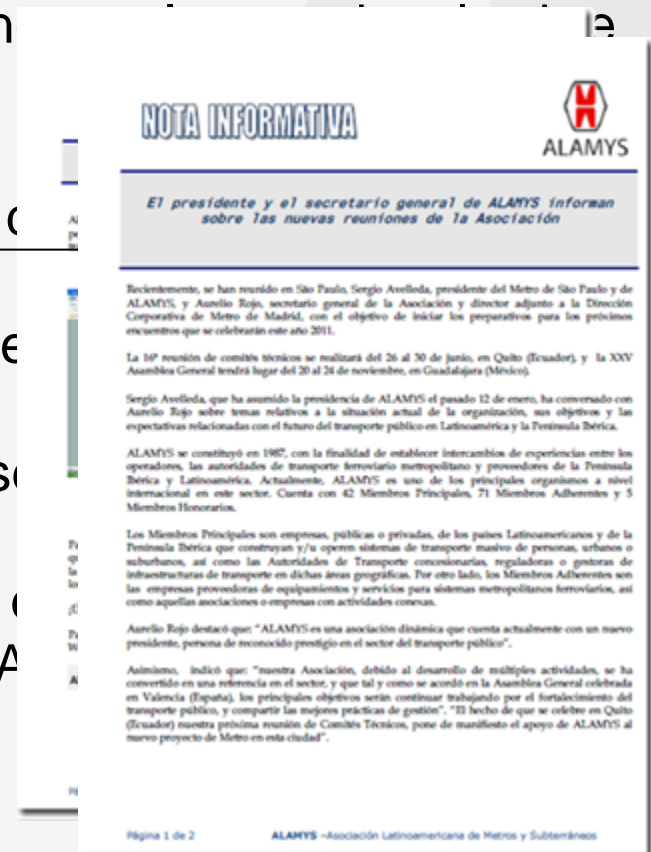 NOTA INFORMATIVA
ALAMYS
El presidente y el secretario general de ALAMYS informan
sobre las nuevas reuniones de la Asociación
Recientemente, se han reunido en São Paulo, Sergio Avelleda, presidente del Metro de São Paulo y de
ALAMYS, y Aurelio Rojo, secretario general de la Asociación y director adjunto a la Dirección
Corporativa de Metro de Madrid, con el objetivo de iniciar los preparativos para los próximos
encuentros que se celebrarán este año 2011.
La 16ª reunión de comités técnicos se realizará del 26 al 30 de junio, en Quito (Ecuador), y la XXV
Asamblea General tendrá lugar del 20 al 24 de noviembre, en Guadalajara (México).
Sergio Avelleda, que ha asumido la presidencia de ALAMYS el pasado 12 de enero, ha conversado con
Aurelio Rojo sobre temas relativos a la situación actual de la organización, sus objetivos y las
expectativas relacionadas con el futuro del transporte público en Latinoamérica y la Península Ibérica.
ALAMYS se constituyó en 1987, con la finalidad de establecer intercambios de experiencias entre los
operadores, las autoridades de transporte ferroviario metropolitano y proveedores de la Península
Ibérica y Latinoamérica. Actualmente, ALAMYS es uno de los principales organismos a nivel
internacional en este sector. Cuenta con 42 Miembros Principales, 71 Miembros Adherentes y 5
Miembros Honorarios.
Los Miembros Principales son empresas, públicas o privadas, de los países Latinoamericanos y de la
Península Ibérica que construyan y/u operen sistemas de transporte masivo de personas, urbanos o
suburbanos, así como las Autoridades de Transporte concesionarias, reguladoras o gestoras de
infraestructuras de transporte en dichas áreas geográficas. Por otro lado, los Miembros Adherentes son
las empresas proveedoras de equipamientos y servicios para sistemas metropolitanos ferroviarios, así
como aquellas asociaciones o empresas con actividades conexas.
Aurelio Rojo destacó que: "ALAMYS es una asociación dinámica que cuenta actualmente con un nuevo
presidente, persona de reconocido prestigio en el sector del transporte público".
Asimismo, indicó que: "nuestra Asociación, debido al desarrollo de múltiples actividades, se ha
convertido en una referencia en el sector, y que tal y como se acordó en la Asamblea General celebrada
en Valencia (España), los principales objetivos serán continuar trabajando por el fortalecimiento del
transporte público, y compartir las mejores prácticas de gestión". "El hecho de que se celebre en Quito
(Ecuador) nuestra próxima reunión de Comités Técnicos, pone de manifiesto el apoyo de ALAMYS al
nuevo proyecto de Metro en esta ciudad".
Página 1 de 2 ALAMYS –Asociación Latinoamericana de Metros y Subterráneos